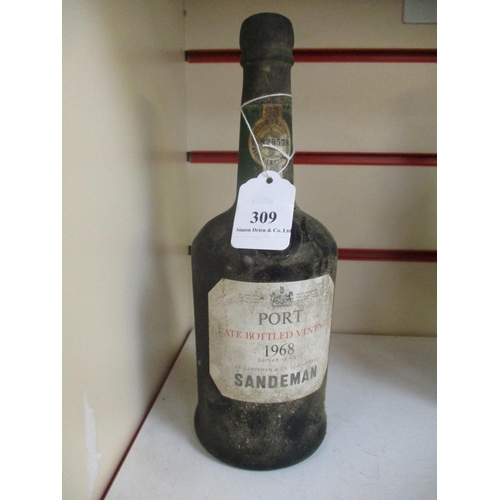 309
Simon Drew & Co. Ltd
PORT
LATE BOTTLED VINTAGE
1968
SANDEMAN